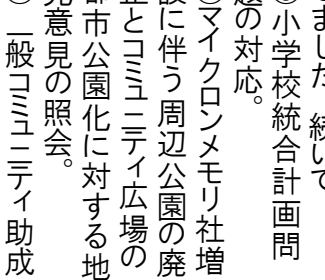 ました。続いて
小学校統合計画問
題の対応。
マイクロンメモリ社増
設に伴う周辺公園の廃
止とコミュニティ広場の
都市公園化に対する地
元意見の照会。
一般コミュニティ助成